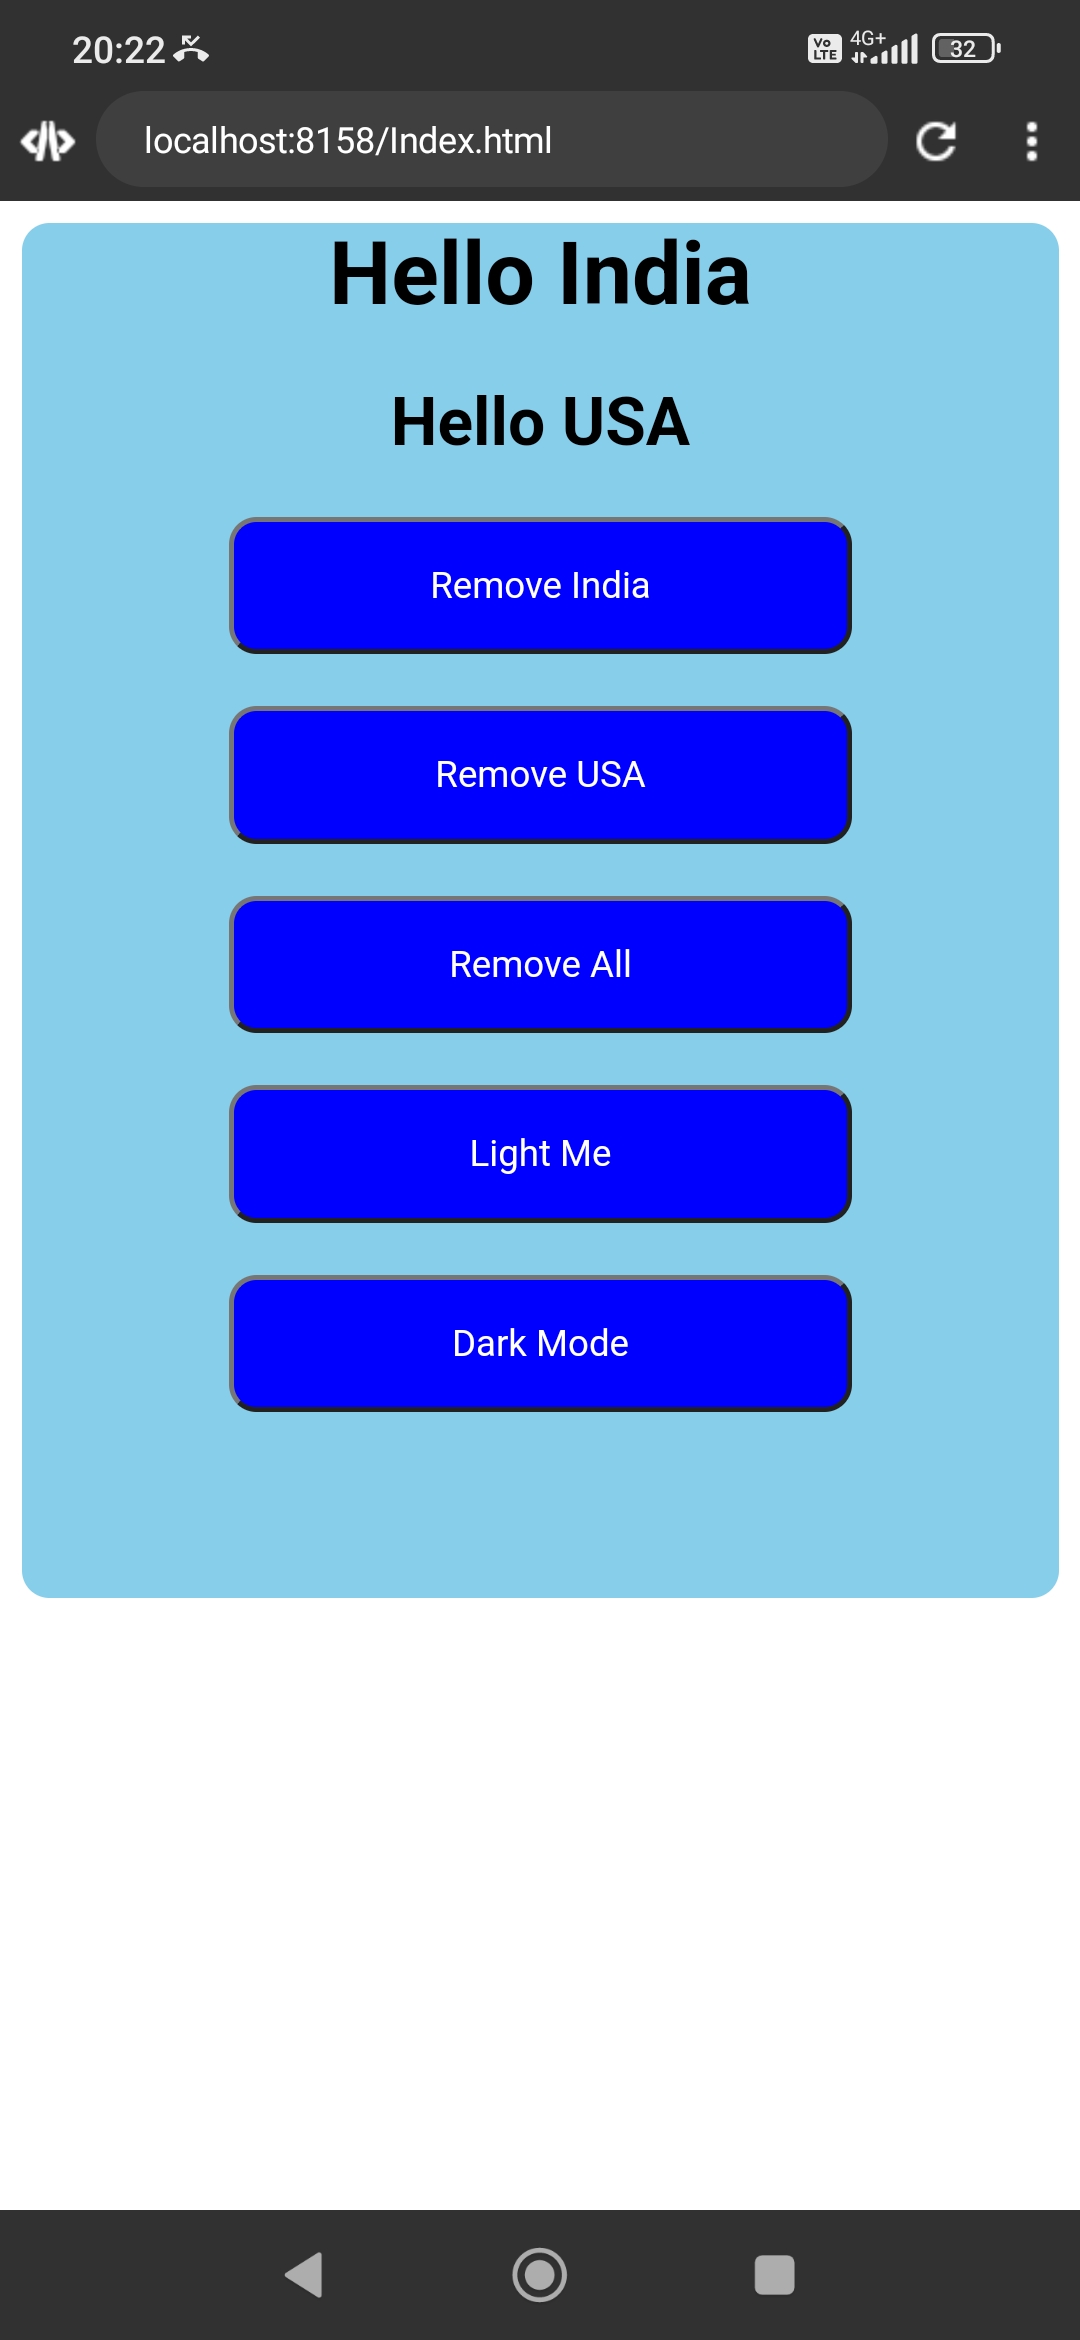 20:22
Vo LTE 4G+ 32
localhost:8158/Index.html
Hello India
Hello USA
Remove India
Remove USA
Remove All
Light Me
Dark Mode